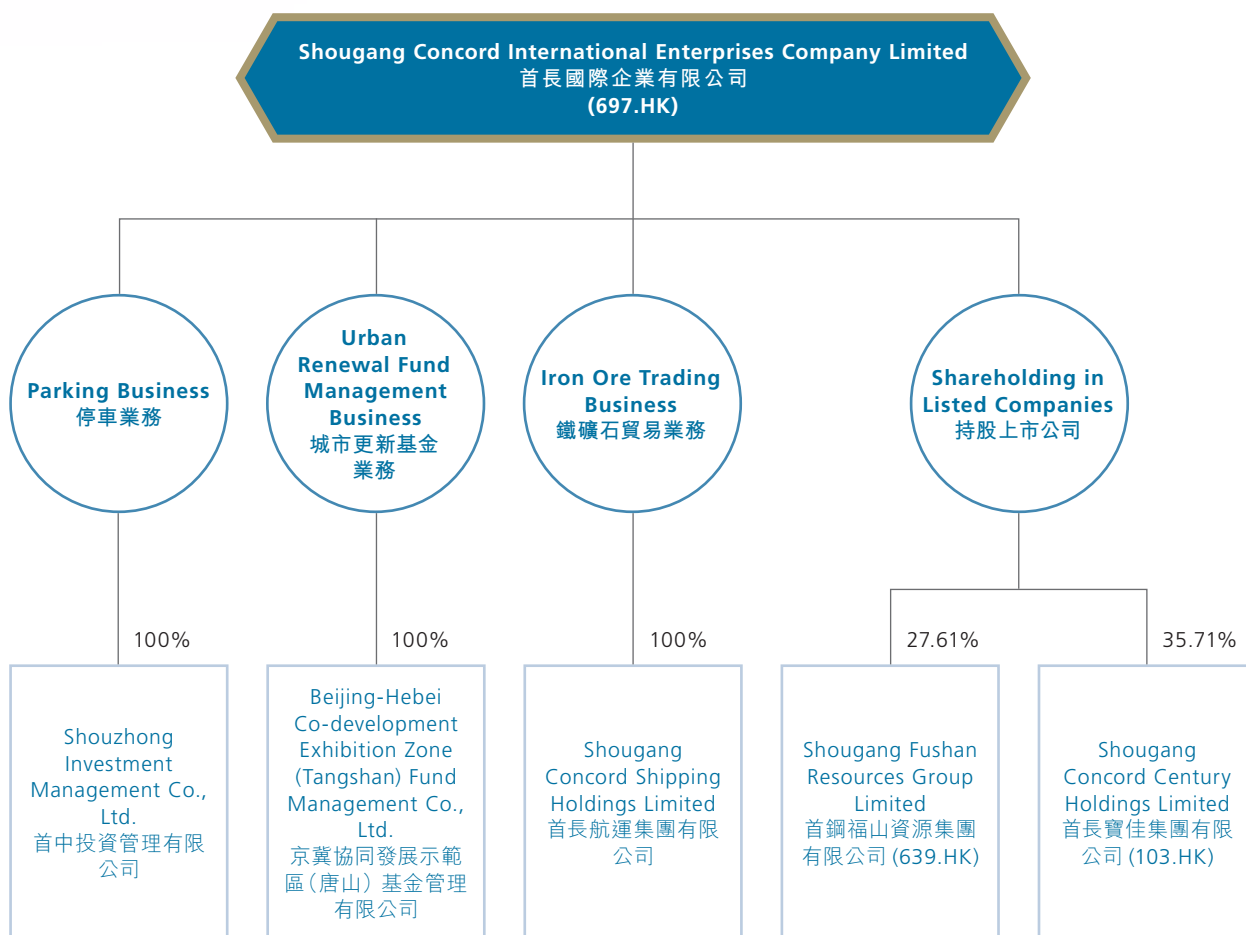 Shougang Concord International Enterprises Company Limited
首長國際企業有限公司
(697.HK)
Parking Business
停車業務
Urban
Renewal Fund
Management
Business
城市更新基金
業務
Iron Ore Trading
Business
鐵礦石貿易業務
Shareholding in
Listed Companies
持股上市公司
100%
100%
100%
27.61%
35.71%
Shouzhong
Investment
Management Co.,
Ltd.
首中投資管理有限
公司
Beijing-Hebei
Co-development
Exhibition Zone
(Tangshan) Fund
Management Co.,
Ltd.
京冀協同發展示範
區（唐山）基金管理
有限公司
Shougang
Concord Shipping
Holdings Limited
首長航運集團有限
公司
Shougang Fushan
Resources Group
Limited
首鋼福山資源集團
有限公司 (639.HK)
Shougang
Concord Century
Holdings Limited
首長寶佳集團有限
公司 (103.HK)